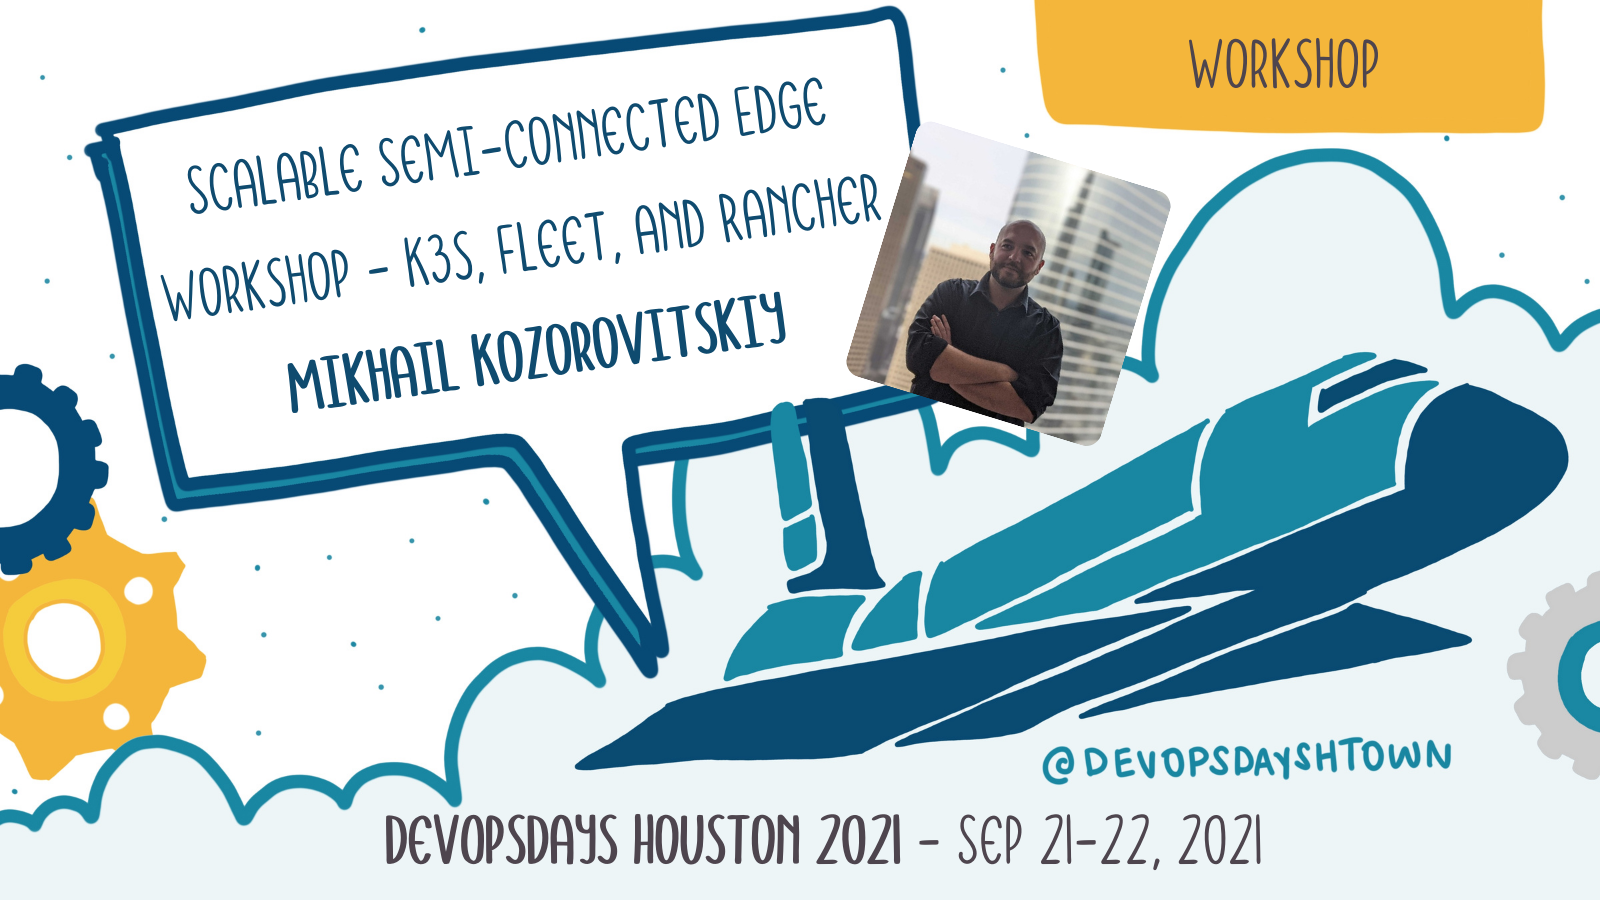 WORKSHOP
SCALABLE SEMI-CONNECTED EDGE
WORKSHOP - K3S, FLEET, AND RANCHER
MIKHAIL KOZOROVITSKIY
@DEVOPSDAYSHTOWN
DEVOPSDAYS HOUSTON 2021 - SEP 21-22, 2021